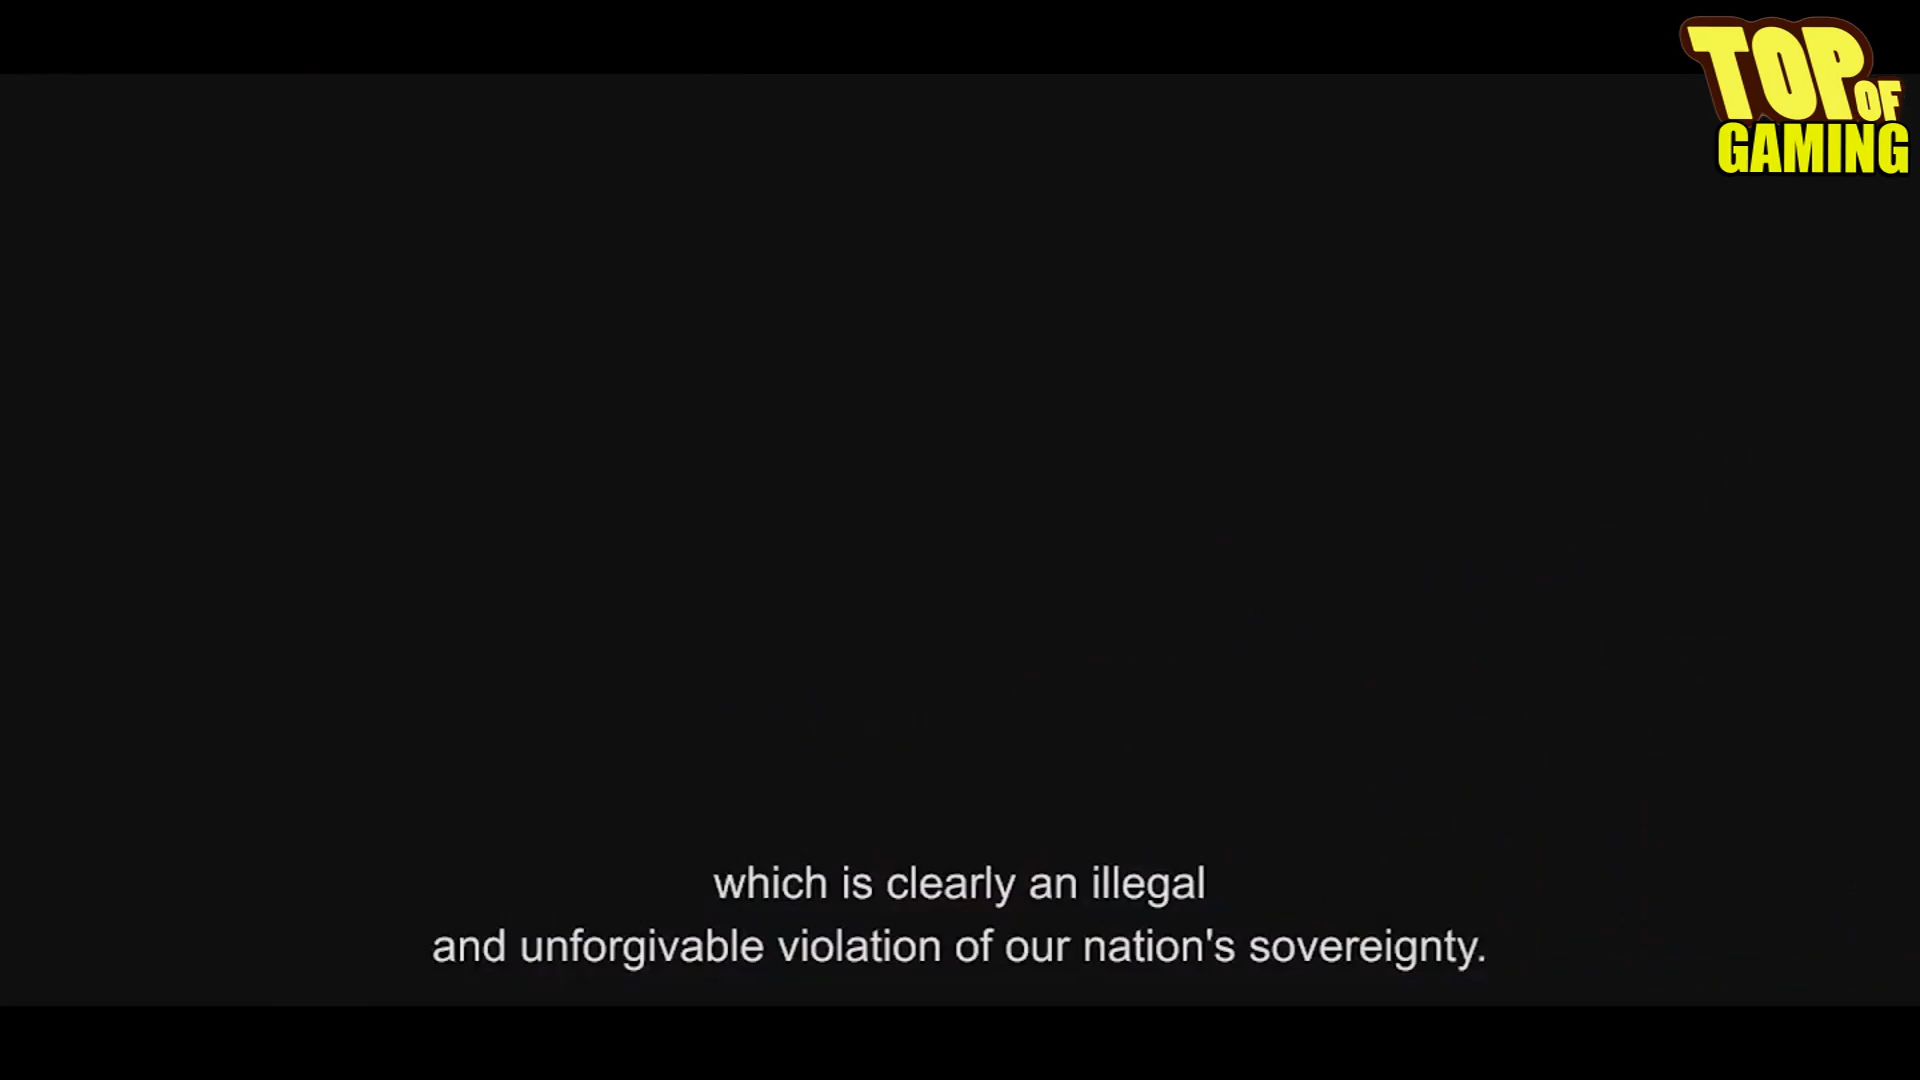 TOP OF
GAMING
which is clearly an illegal
and unforgivable violation of our nation's sovereignty.